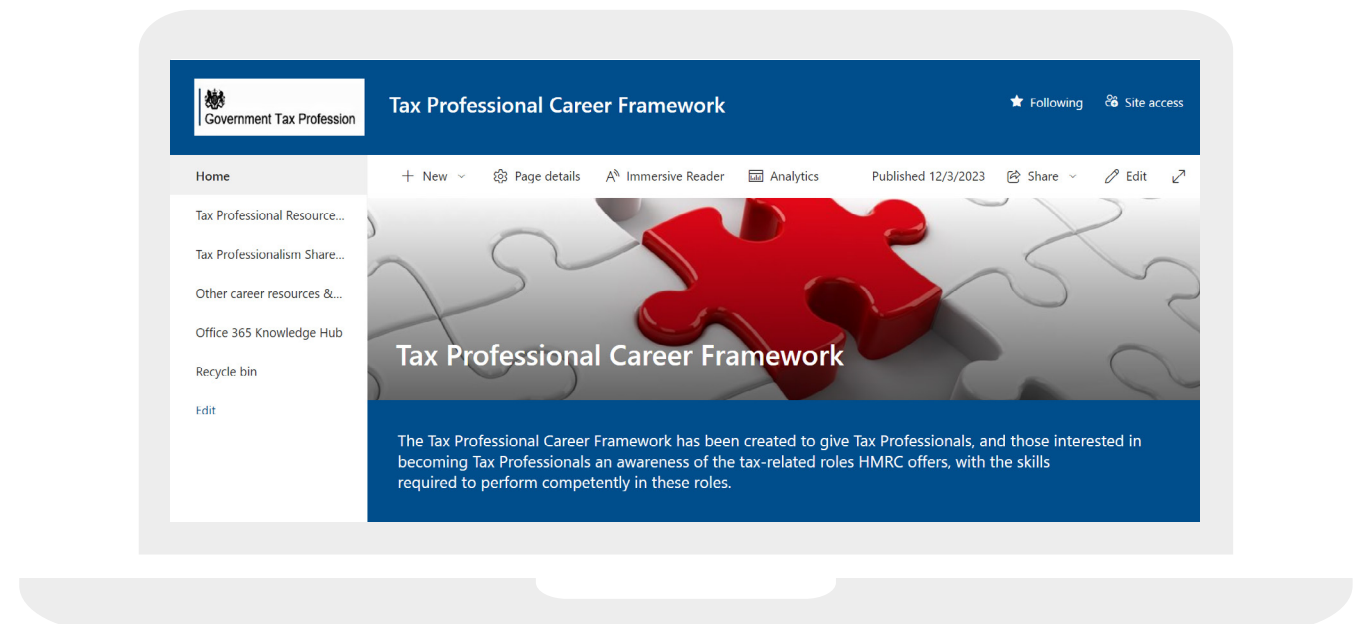 Government Tax Profession
Tax Professional Career Framework
Following
Site access
Home
New
Page details
Immersive Reader
Analytics
Published 12/3/2023
Share
Edit
Tax Professional Resource...
Tax Professionalism Share...
Other career resources &...
Office 365 Knowledge Hub
Recycle bin
Edit
Tax Professional Career Framework
The Tax Professional Career Framework has been created to give Tax Professionals, and those interested in
becoming Tax Professionals an awareness of the tax-related roles HMRC offers, with the skills
required to perform competently in these roles.